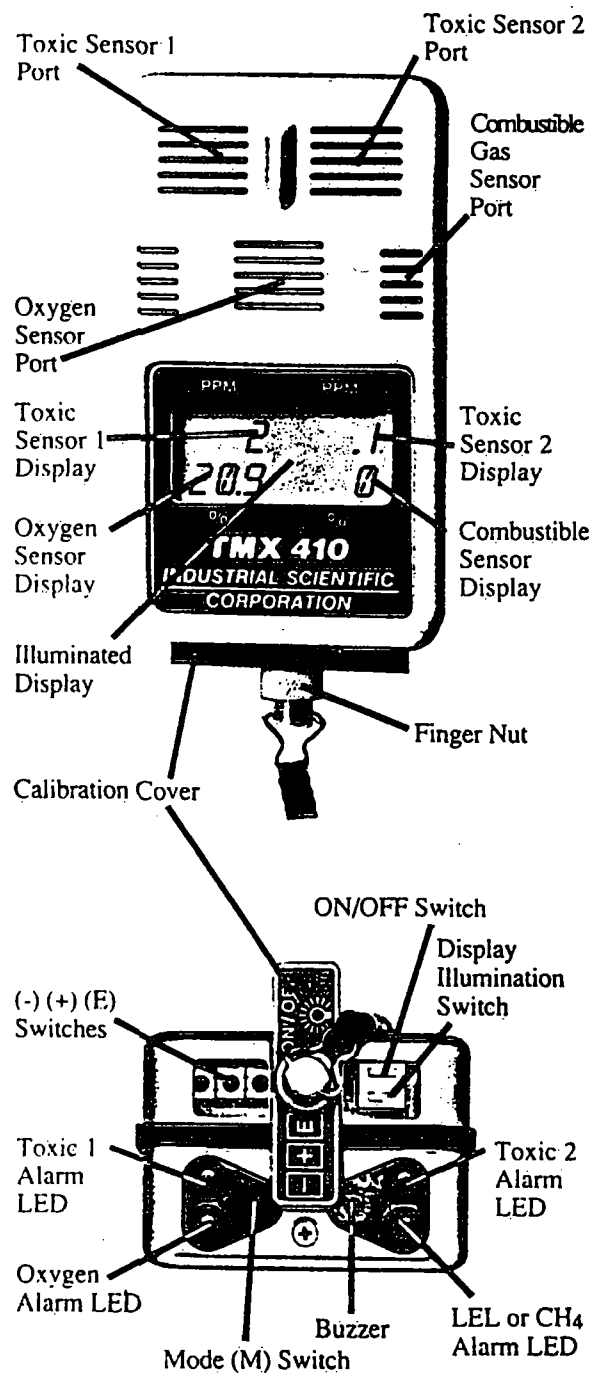 Toxic Sensor 1
Port
Toxic Sensor 2
Port
Combustible
Gas
Sensor
Port
Oxygen
Sensor
Port
PPM PPM
Toxic
Sensor 1
Display
2 .1
20.9 0
Toxic
Sensor 2
Display
% %
Oxygen
Sensor
Display
TMX 410
INDUSTRIAL SCIENTIFIC
CORPORATION
Combustible
Sensor
Display
Illuminated
Display
Finger Nut
Calibration Cover
ON/OFF Switch
Display
Illumination
Switch
(-) (+) (E)
Switches
ON/OFF
E
+
-
Toxic 1
Alarm
LED
Toxic 2
Alarm
LED
Oxygen
Alarm LED
Buzzer
LEL or CH4
Alarm LED
Mode (M) Switch